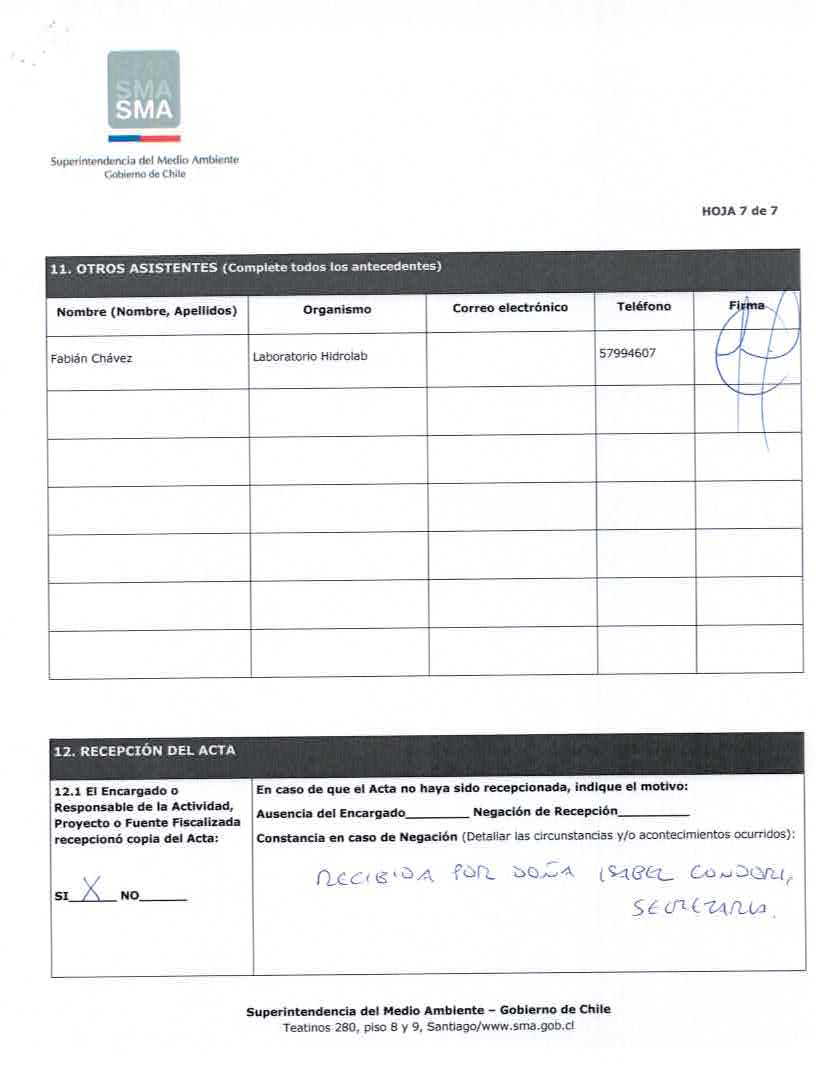 SMA
SMA
Superintendencia del Medio Ambiente
Gobierno de Chile
HOJA 7 de 7
11. OTROS ASISTENTES (Complete todos los antecedentes)
Nombre (Nombre, Apellidos) Organismo Correo electrónico Teléfono Firma
Fabián Chávez Laboratorio Hidrolab 57994607
12. RECEPCIÓN DEL ACTA
12.1 El Encargado o
Responsable de la Actividad,
Proyecto o Fuente Fiscalizada
recepcionó copia del Acta:
SI X NO
En caso de que el Acta no haya sido recepcionada, indique el motivo:
Ausencia del Encargado Negación de Recepción
Constancia en caso de Negación (Detallar las circunstancias y/o acontecimientos ocurridos):
RECIBIDA POR DOÑA ISABEL CONDORI,
SECRETARIA.
Superintendencia del Medio Ambiente – Gobierno de Chile
Teatinos 280, piso 8 y 9, Santiago/www.sma.gob.cl